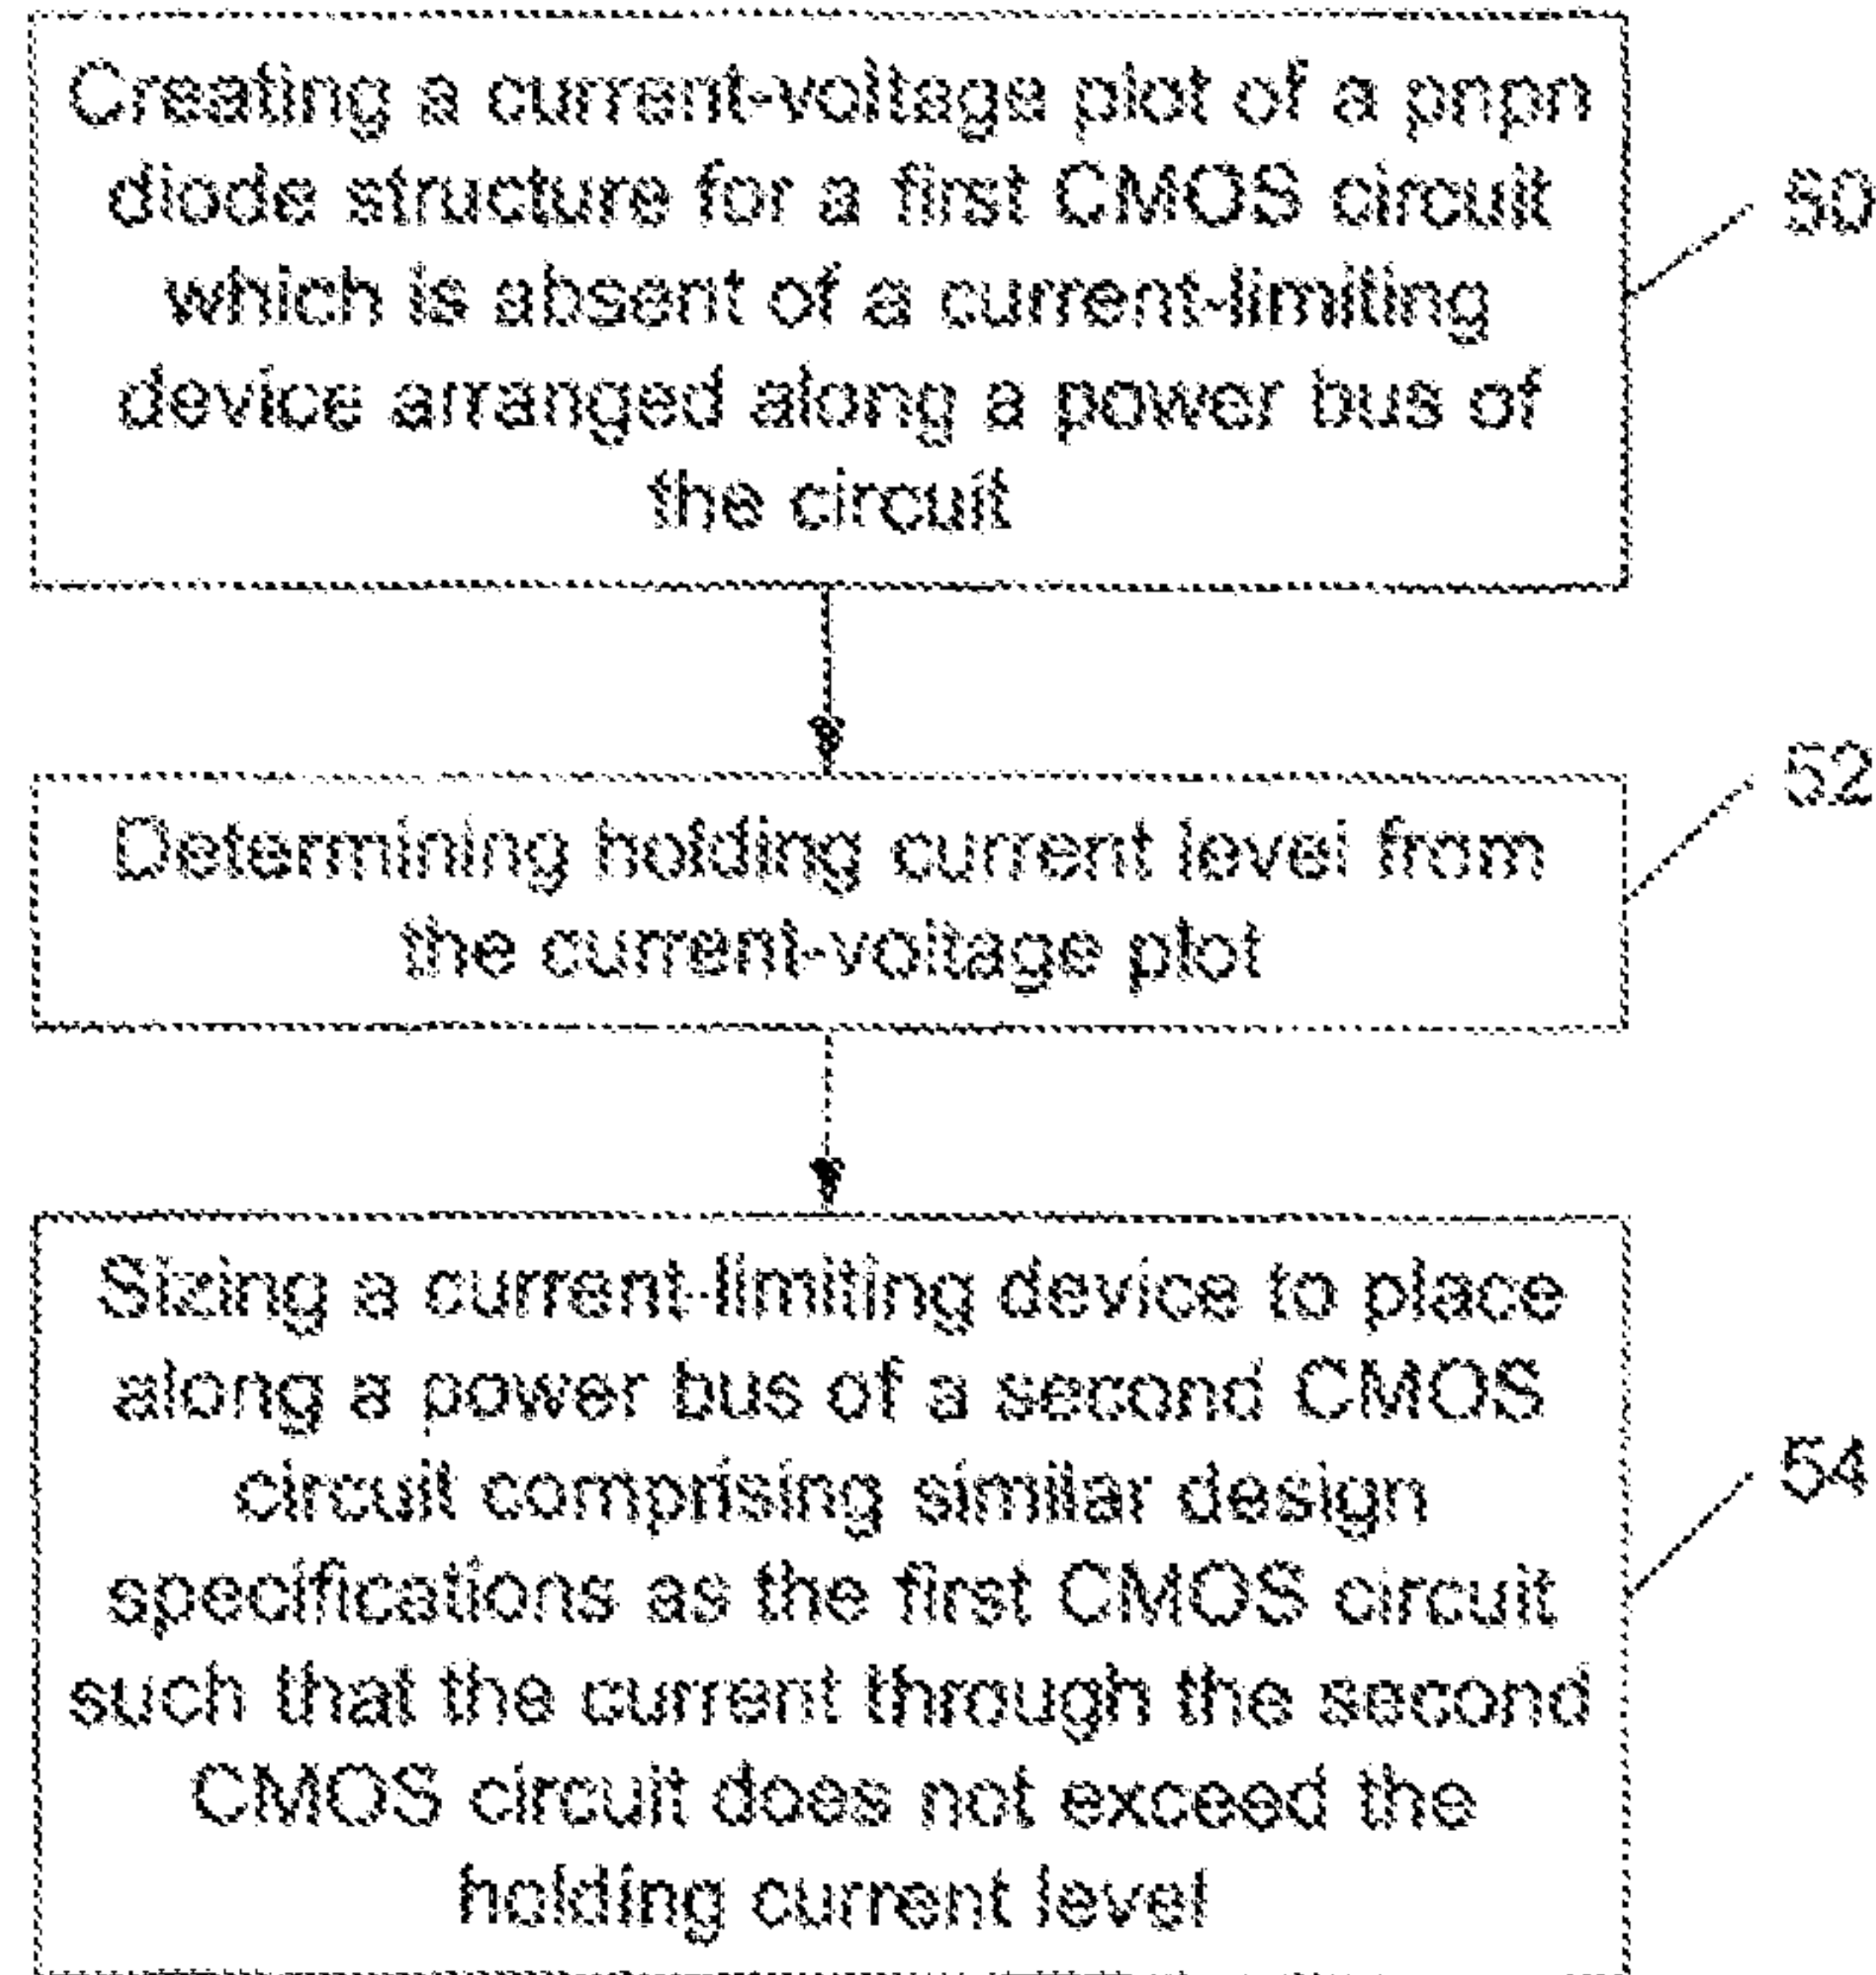 Creating a current-voltage plot of a pnpn
diode structure for a first CMOS circuit
which is absent of a current-limiting
device arranged along a power bus of
the circuit
50
Determining holding current level from
the current-voltage plot
52
Sizing a current-limiting device to place
along a power bus of a second CMOS
circuit comprising similar design
specifications as the first CMOS circuit
such that the current through the second
CMOS circuit does not exceed the
holding current level
54